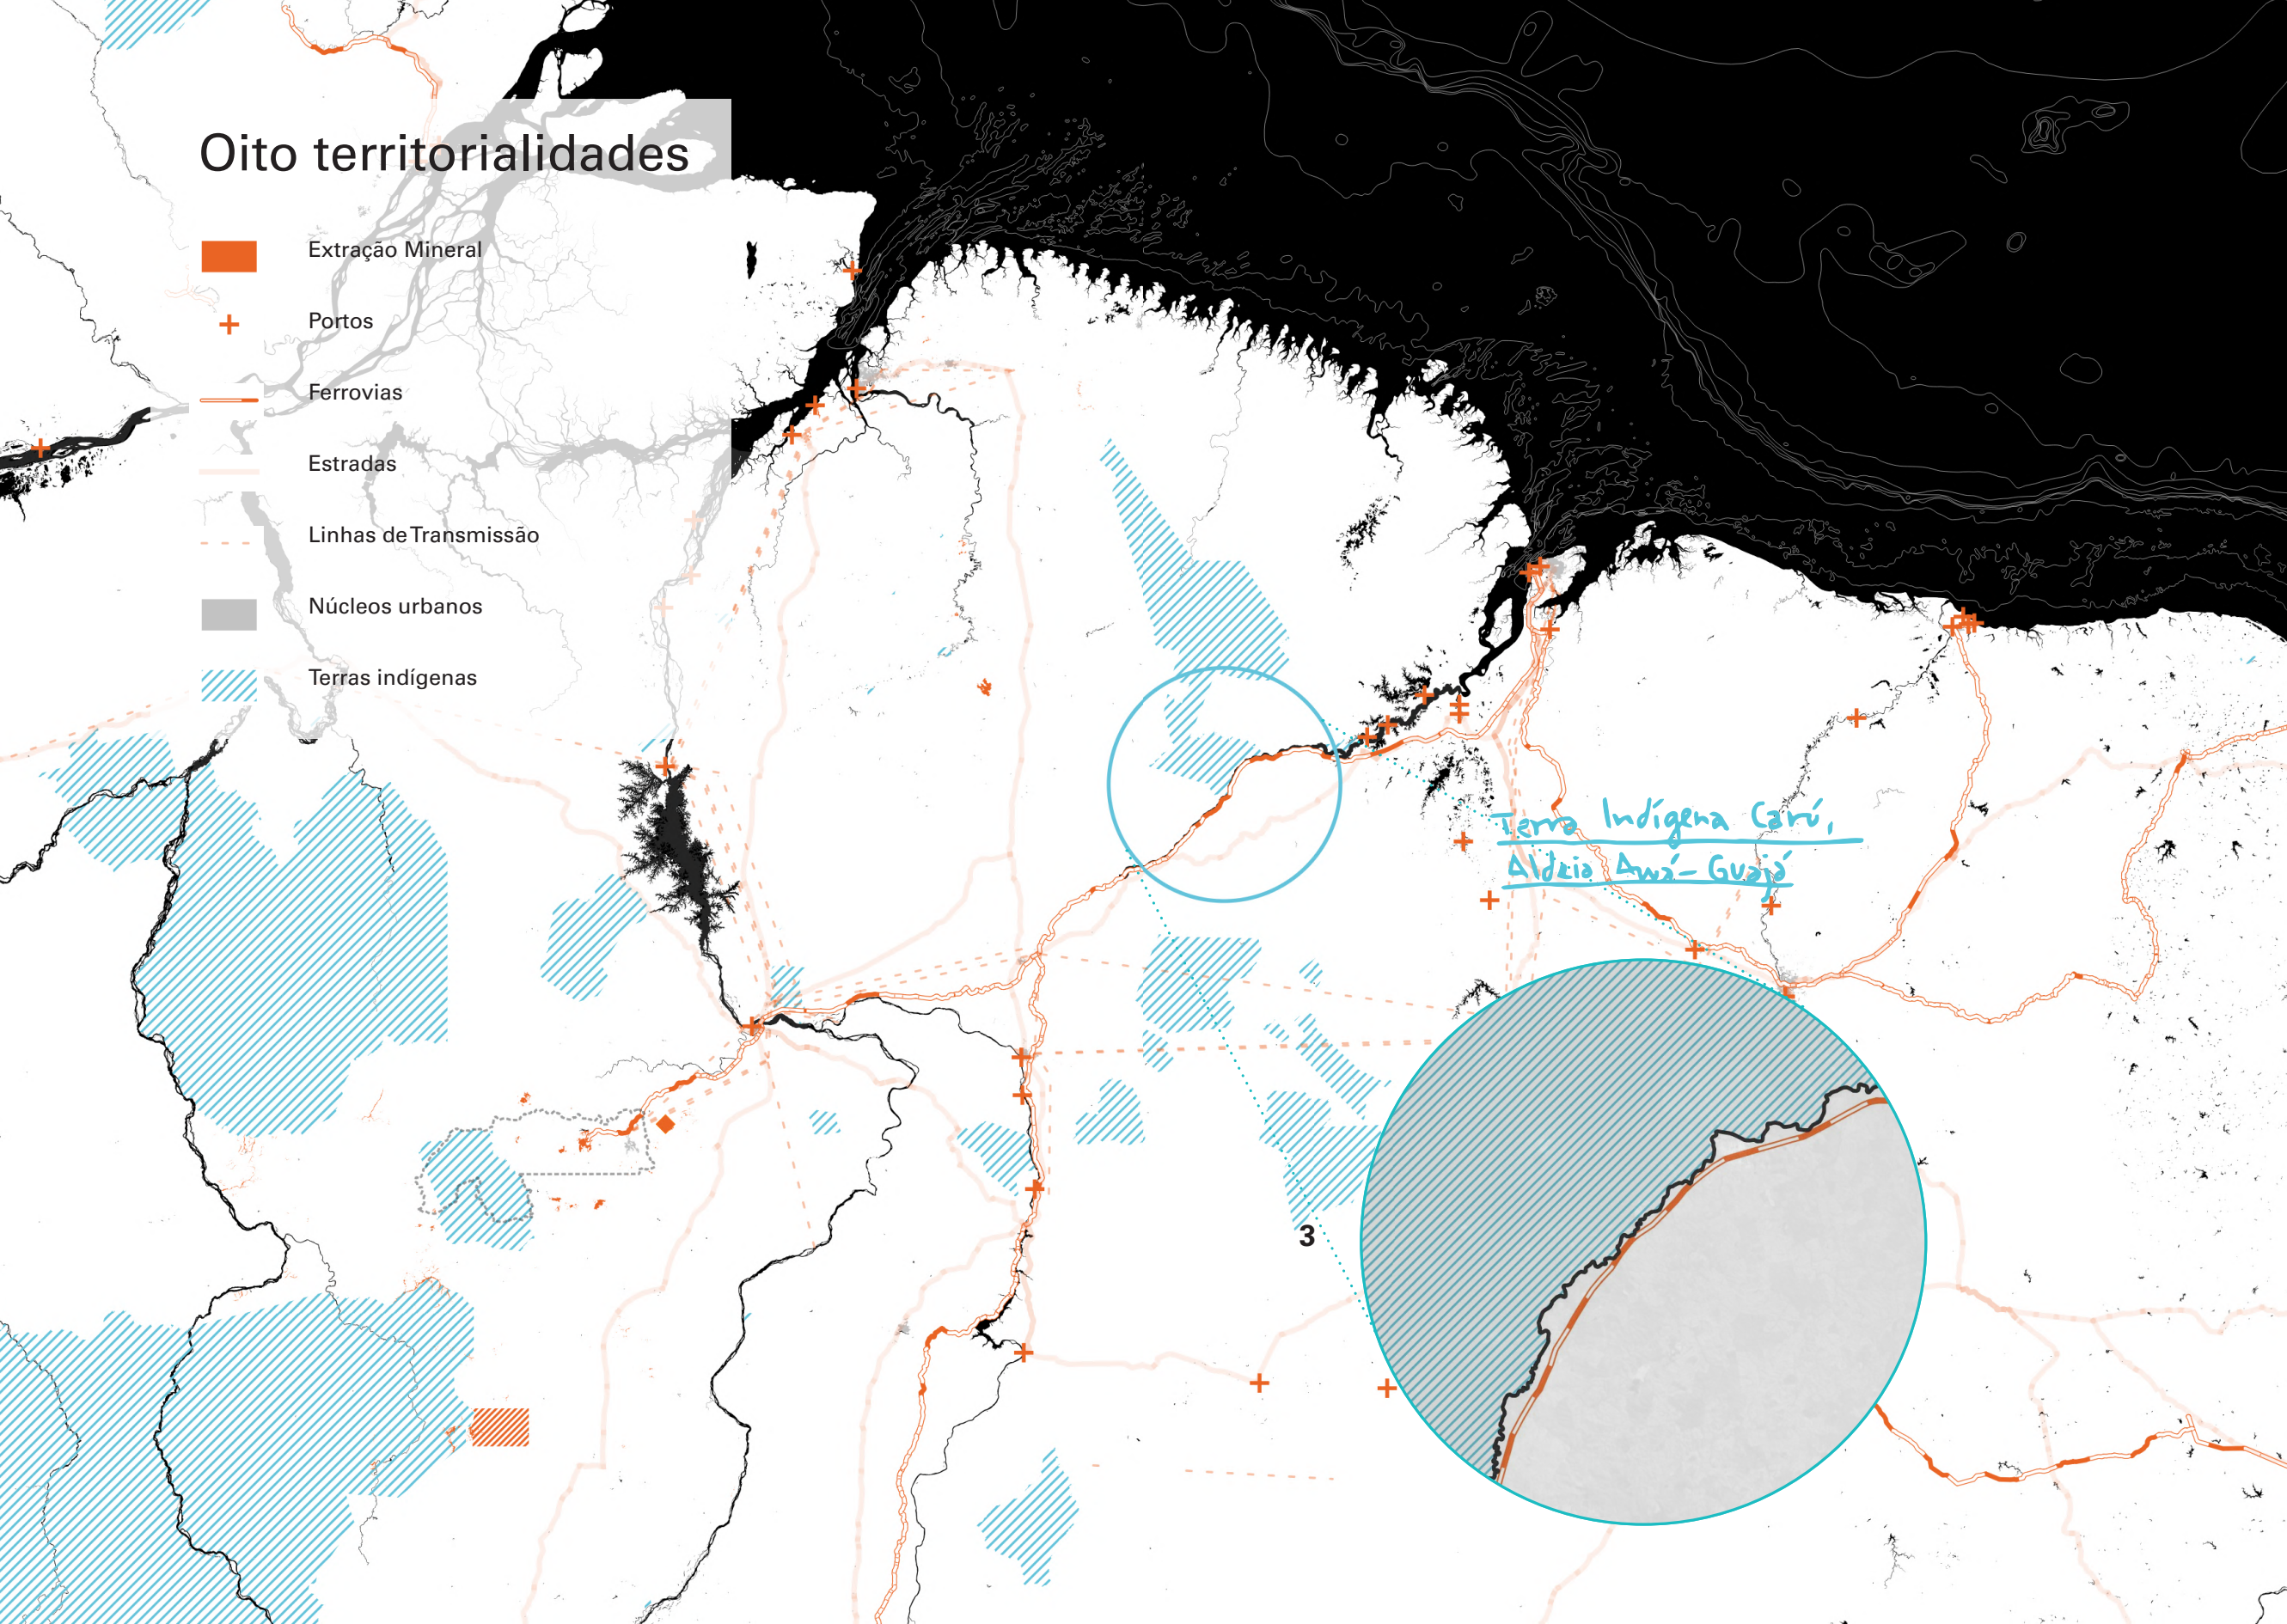 Oito territorialidades
Extração Mineral
Portos
Ferrovias
Estradas
Linhas de Transmissão
Núcleos urbanos
Terras indígenas
Terra Indígena Carú,
Aldeia Awá-Guajá
3